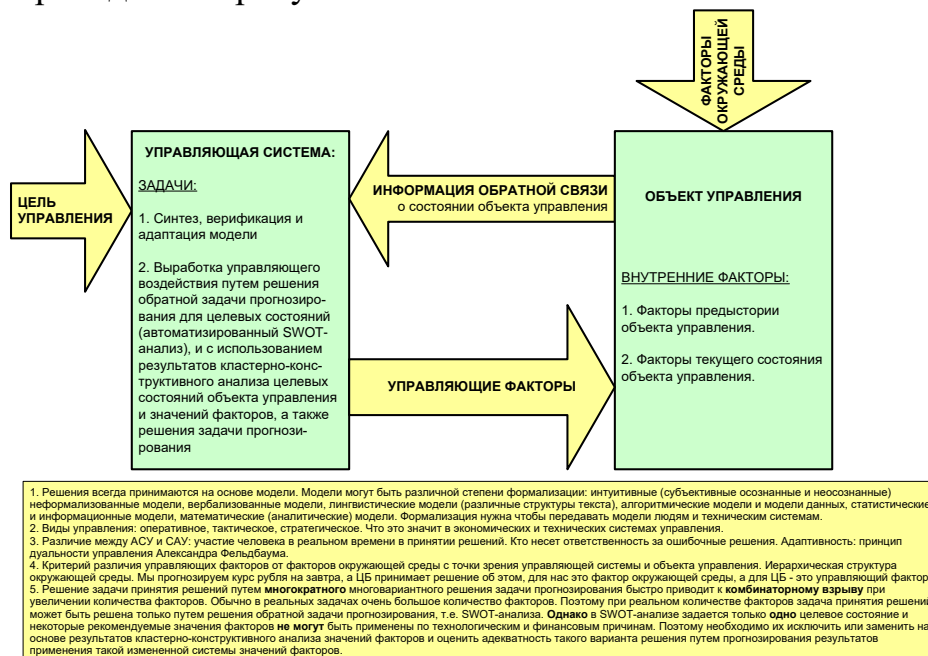 ФАКТОРЫ
ОКРУЖАЮЩЕЙ
СРЕДЫ
ЦЕЛЬ
УПРАВЛЕНИЯ
УПРАВЛЯЮЩАЯ СИСТЕМА:
ЗАДАЧИ:
1. Синтез, верификация и
адаптация модели
2. Выработка управляющего
воздействия путем решения
обратной задачи прогнозиро-
вания для целевых состояний
(автоматизированный SWOT-
анализ), и с использованием
результатов кластерно-конс-
труктивного анализа целевых
состояний объекта управления
и значений факторов, а также
решения задачи прогнози-
рования
ИНФОРМАЦИЯ ОБРАТНОЙ СВЯЗИ
о состоянии объекта управления
УПРАВЛЯЮЩИЕ ФАКТОРЫ
ОБЪЕКТ УПРАВЛЕНИЯ
ВНУТРЕННИЕ ФАКТОРЫ:
1. Факторы предыстории
объекта управления.
2. Факторы текущего состояния
объекта управления.
1. Решения всегда принимаются на основе модели. Модели могут быть различной степени формализации: интуитивные (субъективные осознанные и неосознанные)
неформализованные модели, вербализованные модели, лингвистические модели (различные структуры текста), алгоритмические модели и модели данных, статистические
и информационные модели, математические (аналитические) модели. Формализация нужна чтобы передавать модели людям и техническим системам.
2. Виды управления: оперативное, тактическое, стратегическое. Что это значит в экономических и технических системах управления.
3. Различие между АСУ и САУ: участие человека в реальном времени в принятии решений. Кто несет ответственность за ошибочные решения. Адаптивность: принцип
дуальности управления Александра Фельдбаума.
4. Критерий различия управляющих факторов от факторов окружающей среды с точки зрения управляющей системы и объекта управления. Иерархическая структура
окружающей среды. Мы прогнозируем курс рубля на завтра, а ЦБ принимает решение об этом, для нас это фактор окружающей среды, а для ЦБ - это управляющий фактор
5. Решение задачи принятия решений путем многократного многовариантного решения задачи прогнозирования быстро приводит к комбинаторному взрыву при
увеличении количества факторов. Обычно в реальных задачах очень большое количество факторов. Поэтому при реальном количестве факторов задача принятия решений
может быть решена только путем решения обратной задачи прогнозирования, т.е. SWOT-анализа. Однако в SWOT-анализе задается только одно целевое состояние и
некоторые рекомендуемые значения факторов не могут быть применены по технологическим и финансовым причинам. Поэтому необходимо их исключить или заменить на
основе результатов кластерно-конструктивного анализа значений факторов и оценить адекватность такого варианта решения путем прогнозирования результатов
применения такой измененной системы значений факторов.